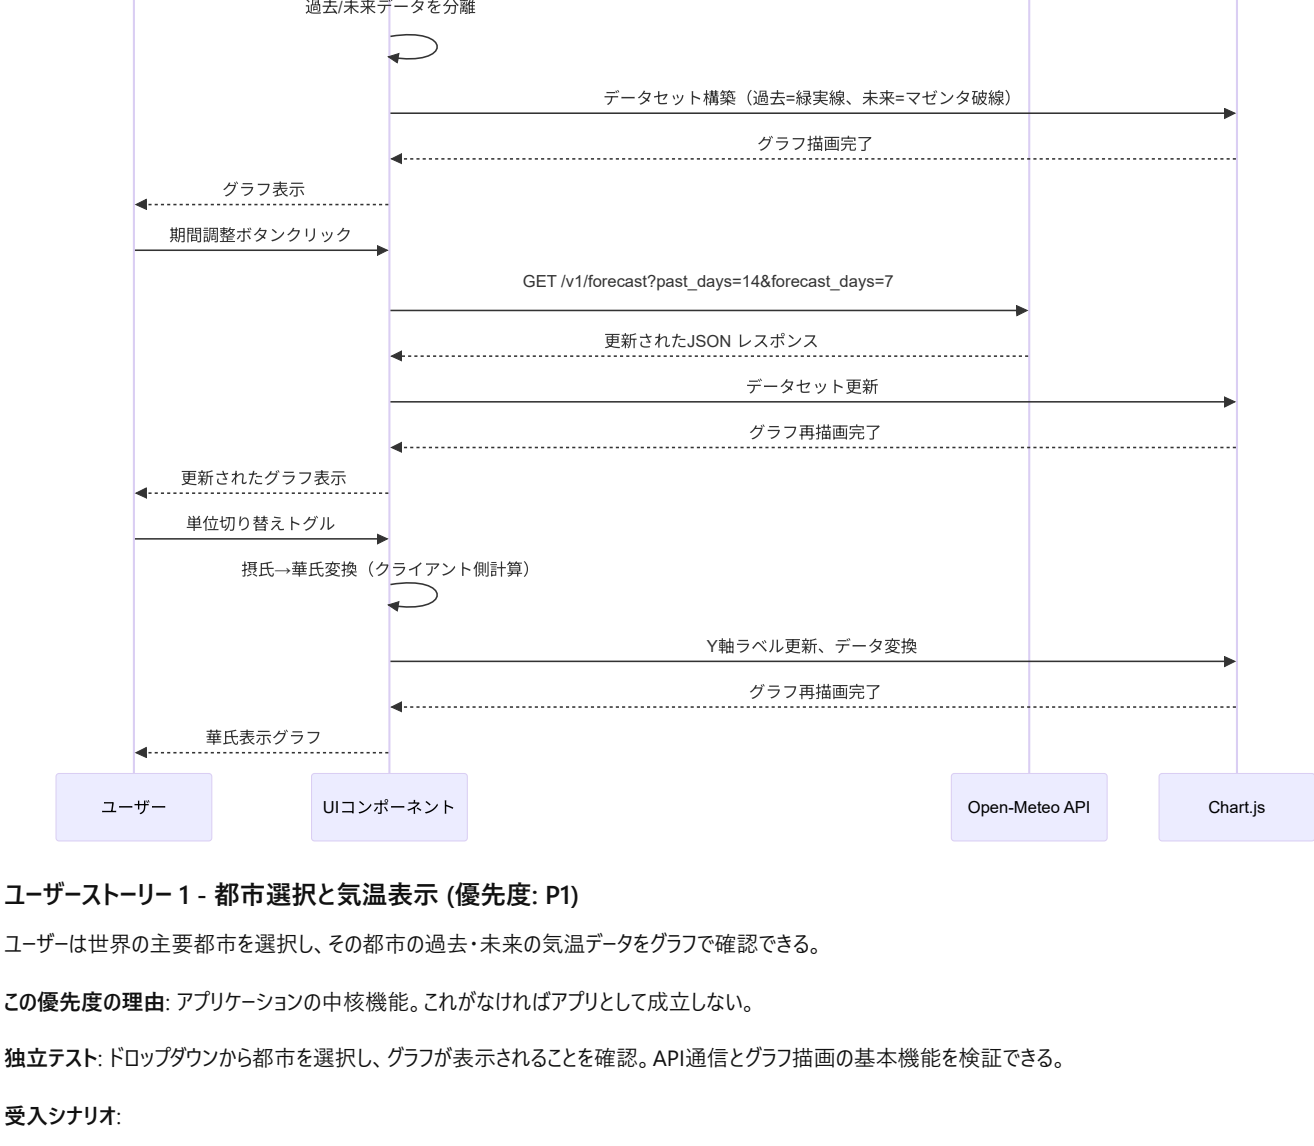 過去/未来データを分離
データセット構築（過去=緑実線、未来=マゼンタ破線）
グラフ描画完了
グラフ表示
期間調整ボタンクリック
GET /v1/forecast?past_days=14&forecast_days=7
更新されたJSON レスポンス
データセット更新
グラフ再描画完了
更新されたグラフ表示
単位切り替えトグル
摂氏→華氏変換（クライアント側計算）
Y軸ラベル更新、データ変換
グラフ再描画完了
華氏表示グラフ
ユーザー
UIコンポーネント
Open-Meteo API
Chart.js
ユーザーストーリー 1 - 都市選択と気温表示 (優先度: P1)
ユーザーは世界の主要都市を選択し、その都市の過去・未来の気温データをグラフで確認できる。
この優先度の理由: アプリケーションの中核機能。これがなければアプリとして成立しない。
独立テスト: ドロップダウンから都市を選択し、グラフが表示されることを確認。API通信とグラフ描画の基本機能を検証できる。
受入シナリオ: